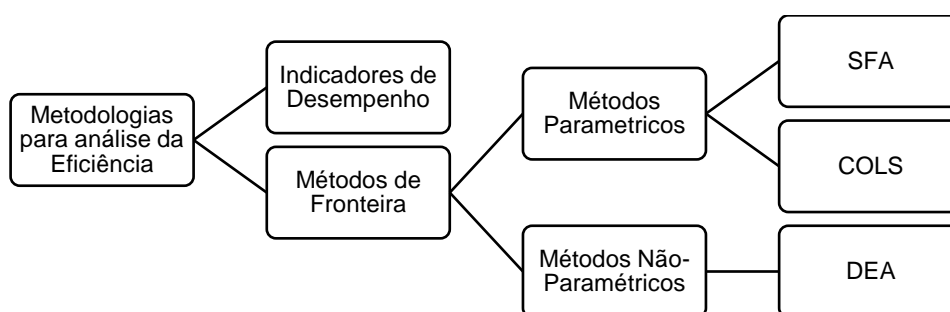 Metodologias
para análise da
Eficiência
Indicadores de
Desempenho
Métodos de
Fronteira
Métodos
Parametricos
Métodos Não-
Paramétricos
SFA
COLS
DEA